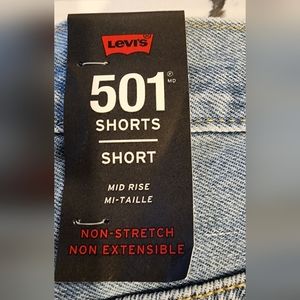 LEVI'S
501® MD
SHORTS
SHORT
MID RISE
MI-TAILLE
NON-STRETCH
NON EXTENSIBLE